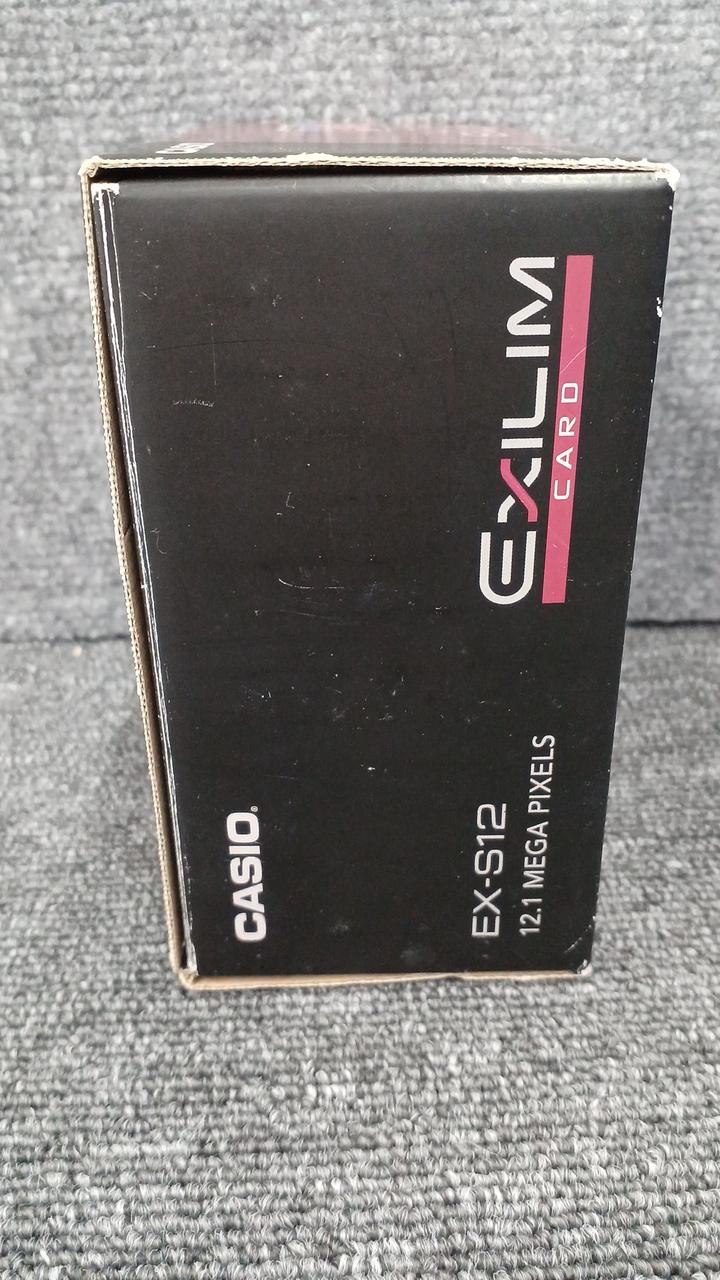 CASIO®
EXILIM
CARD
EX-S12
12.1 MEGA PIXELS